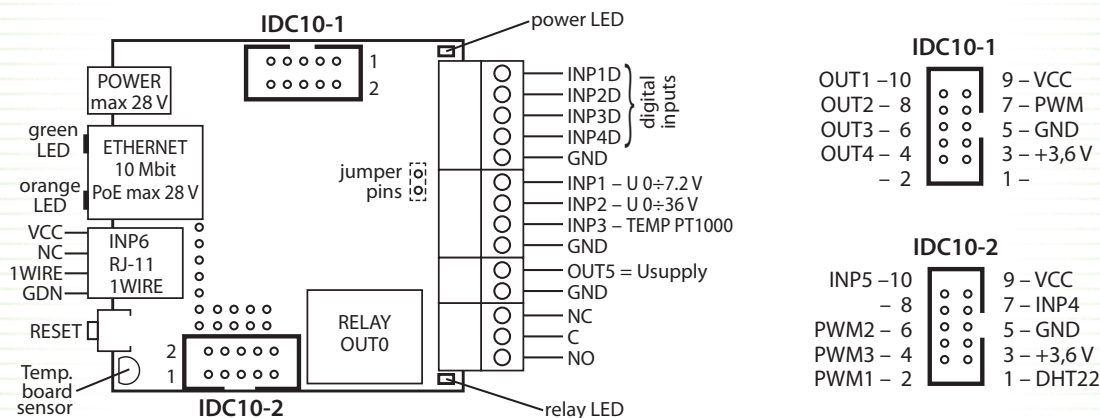 IDC10-1
power LED
1
2
POWER
max 28 V
green
LED
ETHERNET
10 Mbit
PoE max 28 V
orange
LED
VCC
NC
1WIRE
GDN
INP6
RJ-11
1WIRE
RESET
Temp.
board
sensor
2
1
IDC10-2
RELAY
OUT0
relay LED
jumper
pins
INP1D
INP2D
INP3D
INP4D
digital
inputs
GND
INP1 – U 0÷7.2 V
INP2 – U 0÷36 V
INP3 – TEMP PT1000
GND
OUT5 = Usupply
GND
NC
C
NO
IDC10-1
OUT1 –10 9 – VCC
OUT2 – 8 7 – PWM
OUT3 – 6 5 – GND
OUT4 – 4 3 – +3,6 V
– 2 1 –
IDC10-2
INP5 –10 9 – VCC
– 8 7 – INP4
PWM2 – 6 5 – GND
PWM3 – 4 3 – +3,6 V
PWM1 – 2 1 – DHT22